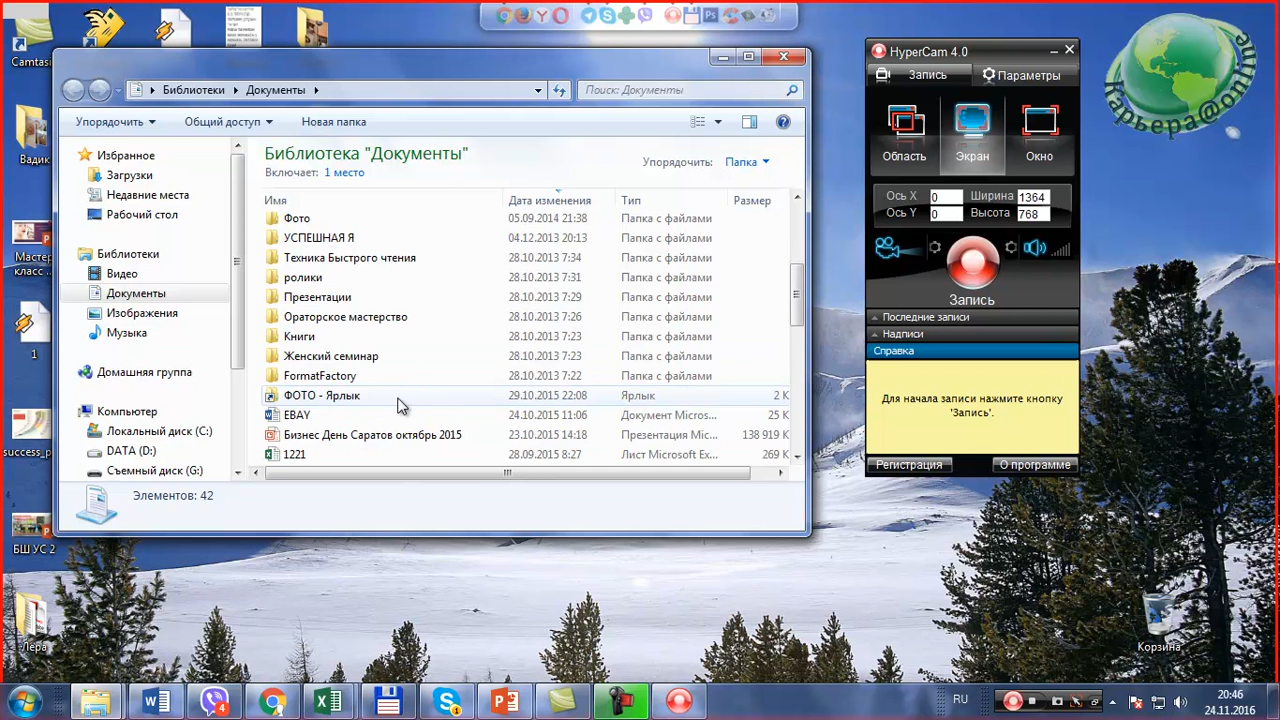 Camtasi
Вадик
Мастер
класс
1
success_p
БШ УС 2
Лера
Библиотеки
Документы
Поиск: Документы
Упорядочить
Общий доступ
Новая папка
Избранное
Загрузки
Недавние места
Рабочий стол
Библиотеки
Видео
Документы
Изображения
Музыка
Домашняя группа
Компьютер
Локальный диск (C:)
DATA (D:)
Съемный диск (G:)
Библиотека "Документы"
Включает: 1 место
Упорядочить: Папка
Имя Дата изменения Тип Размер
Фото 05.09.2014 21:38 Папка с файлами
УСПЕШНАЯ Я 04.12.2013 20:13 Папка с файлами
Техника Быстрого чтения 28.10.2013 7:34 Папка с файлами
ролики 28.10.2013 7:31 Папка с файлами
Презентации 28.10.2013 7:29 Папка с файлами
Ораторское мастерство 28.10.2013 7:26 Папка с файлами
Книги 28.10.2013 7:23 Папка с файлами
Женский семинар 28.10.2013 7:23 Папка с файлами
FormatFactory 28.10.2013 7:22 Папка с файлами
ФОТО - Ярлык 29.10.2015 22:08 Ярлык 2 К
EBAY 24.10.2015 11:06 Документ Micros... 25 К
Бизнес День Саратов октябрь 2015 23.10.2015 14:18 Презентация Mic... 138 919 К
1221 28.09.2015 8:27 Лист Microsoft Ex... 269 К
Элементов: 42
HyperCam 4.0
Запись Параметры
Область Экран Окно
Ось X 0 Ширина 1364
Ось Y 0 Высота 768
Запись
Последние записи
Надписи
Справка
Для начала записи нажмите кнопку
'Запись'.
Регистрация О программе
Карьера@online
Корзина
RU
20:46
24.11.2016